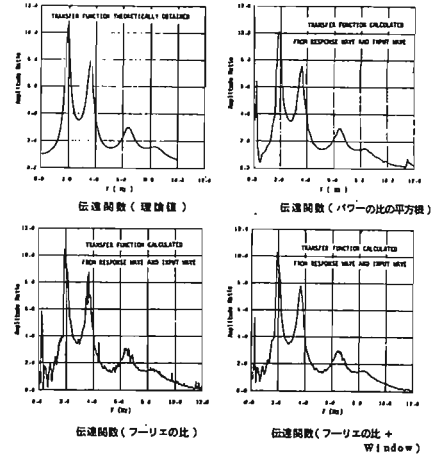 TRANSFER FUNCTION THEORETICALLY OBTAINED
Amplitude Ratio
F ( Hz )
伝達関数 ( 理論値 )
TRANSFER FUNCTION CALCULATED
FROM RESPONSE WAVE AND INPUT WAVE
Amplitude Ratio
F ( Hz )
伝達関数 ( パワーの比の平方根 )
TRANSFER FUNCTION CALCULATED
FROM RESPONSE WAVE AND INPUT WAVE
Amplitude Ratio
F (Hz)
伝達関数 ( フーリエの比 )
TRANSFER FUNCTION CALCULATED
FROM RESPONSE WAVE AND INPUT WAVE
Amplitude Ratio
F (Hz)
伝達関数 ( フーリエの比 +
Window )